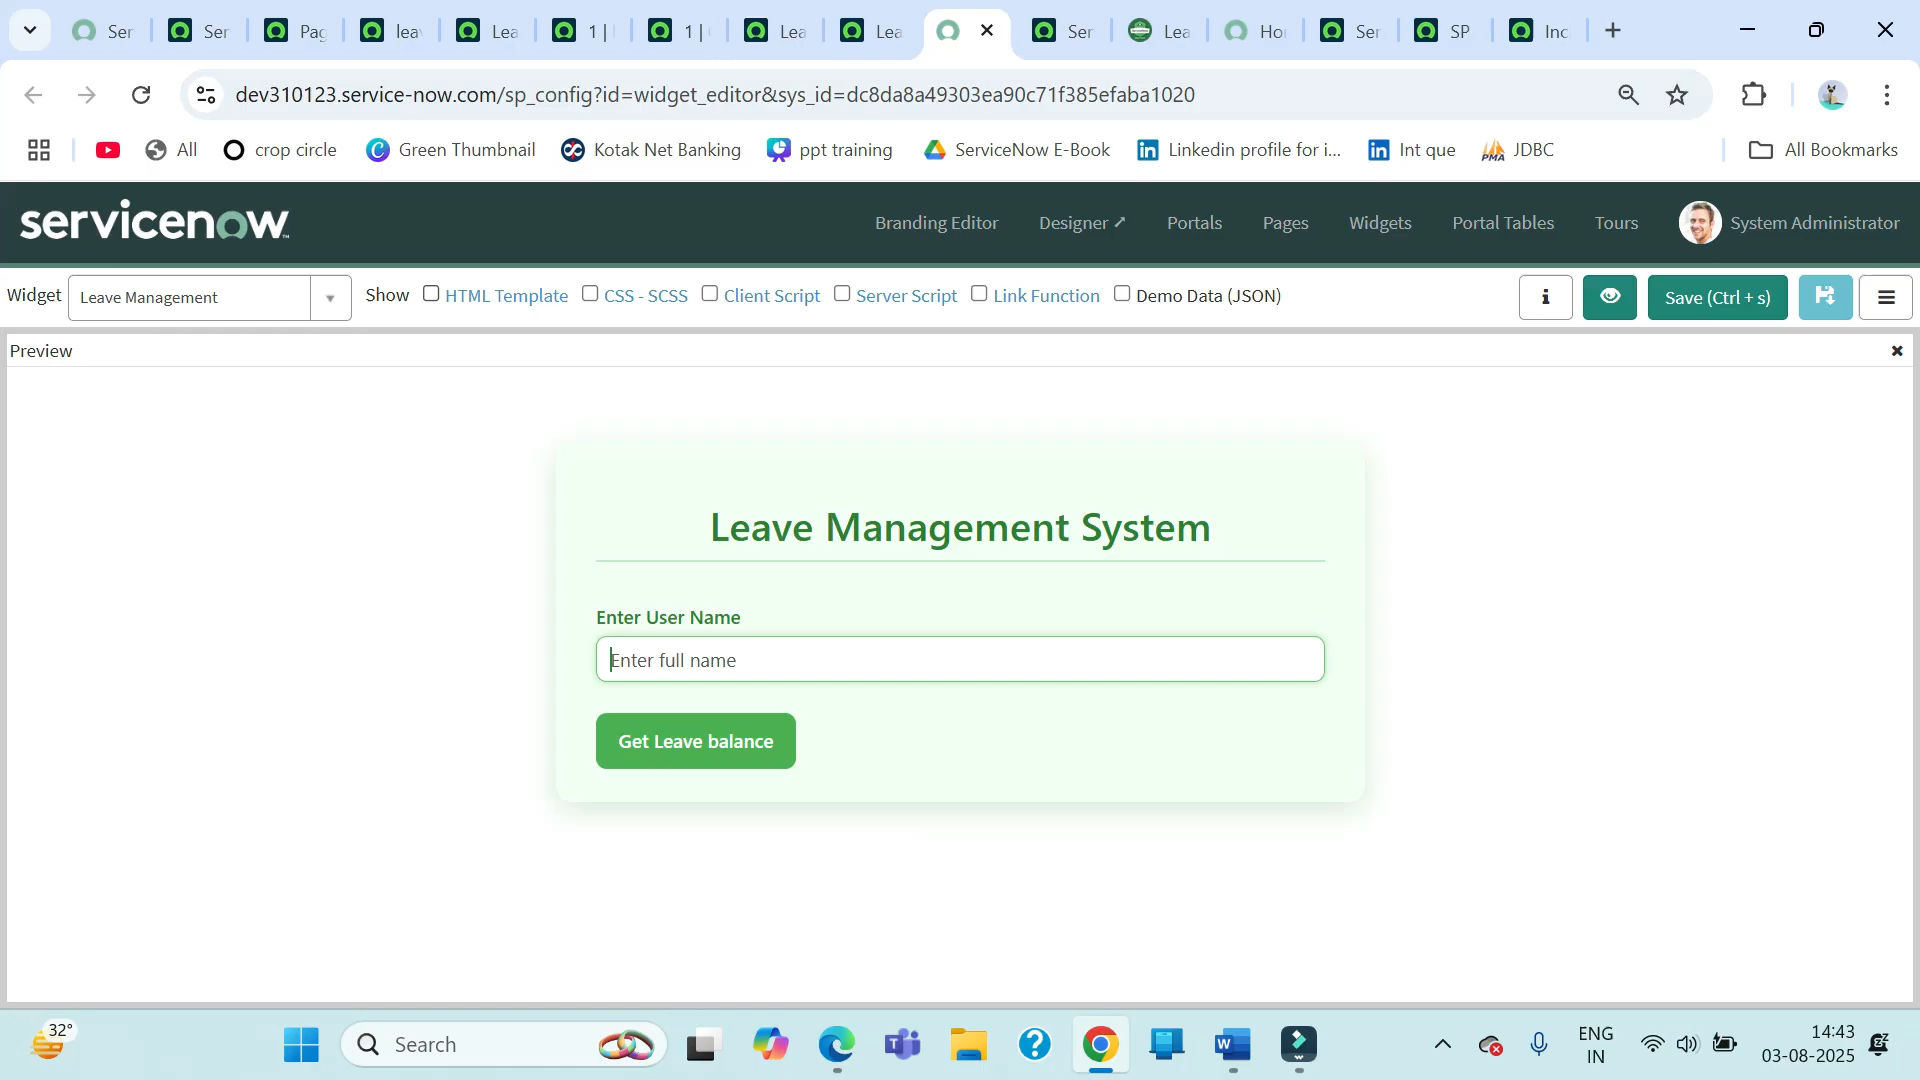 Ser
Ser
Pag
leav
Lea
1 |
1 |
Lea
Lea
Ser
Lea
Ho
Ser
SP
Inc
dev310123.service-now.com/sp_config?id=widget_editor&sys_id=dc8da8a49303ea90c71f385efaba1020
All
crop circle
Green Thumbnail
Kotak Net Banking
ppt training
ServiceNow E-Book
Linkedin profile for i...
Int que
JDBC
All Bookmarks
servicenow
Branding Editor
Designer ↗
Portals
Pages
Widgets
Portal Tables
Tours
System Administrator
Widget
Leave Management
Show
HTML Template
CSS - SCSS
Client Script
Server Script
Link Function
Demo Data (JSON)
Save (Ctrl + s)
Preview
Leave Management System
Enter User Name
Enter full name
Get Leave balance
32°
Search
ENG
IN
14:43
03-08-2025